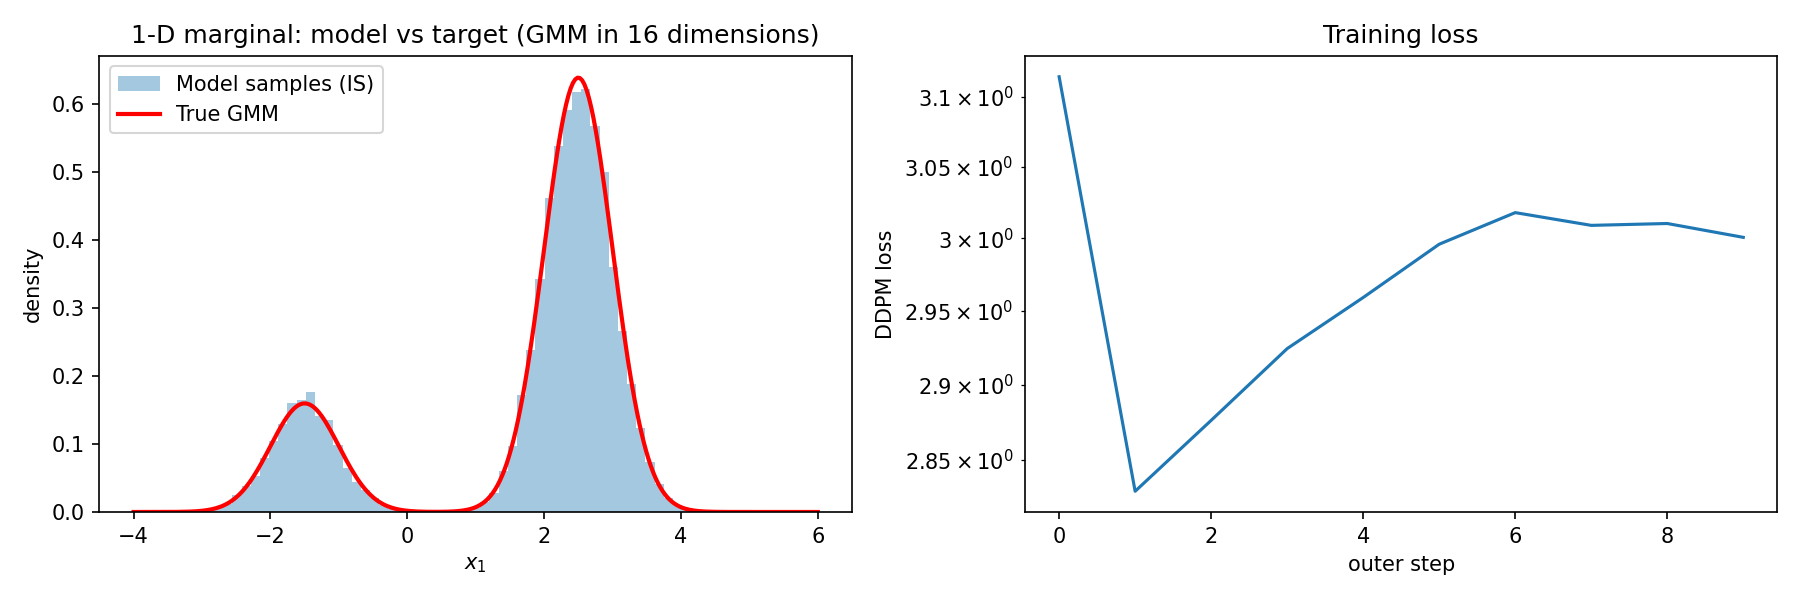 1-D marginal: model vs target (GMM in 16 dimensions)
Model samples (IS)
True GMM
density
0.6
0.5
0.4
0.3
0.2
0.1
0.0
−4 −2 0 2 4 6
x₁
Training loss
DDPM loss
3.1 × 10⁰
3.05 × 10⁰
3 × 10⁰
2.95 × 10⁰
2.9 × 10⁰
2.85 × 10⁰
0 2 4 6 8
outer step